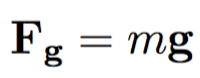 F_g = mg